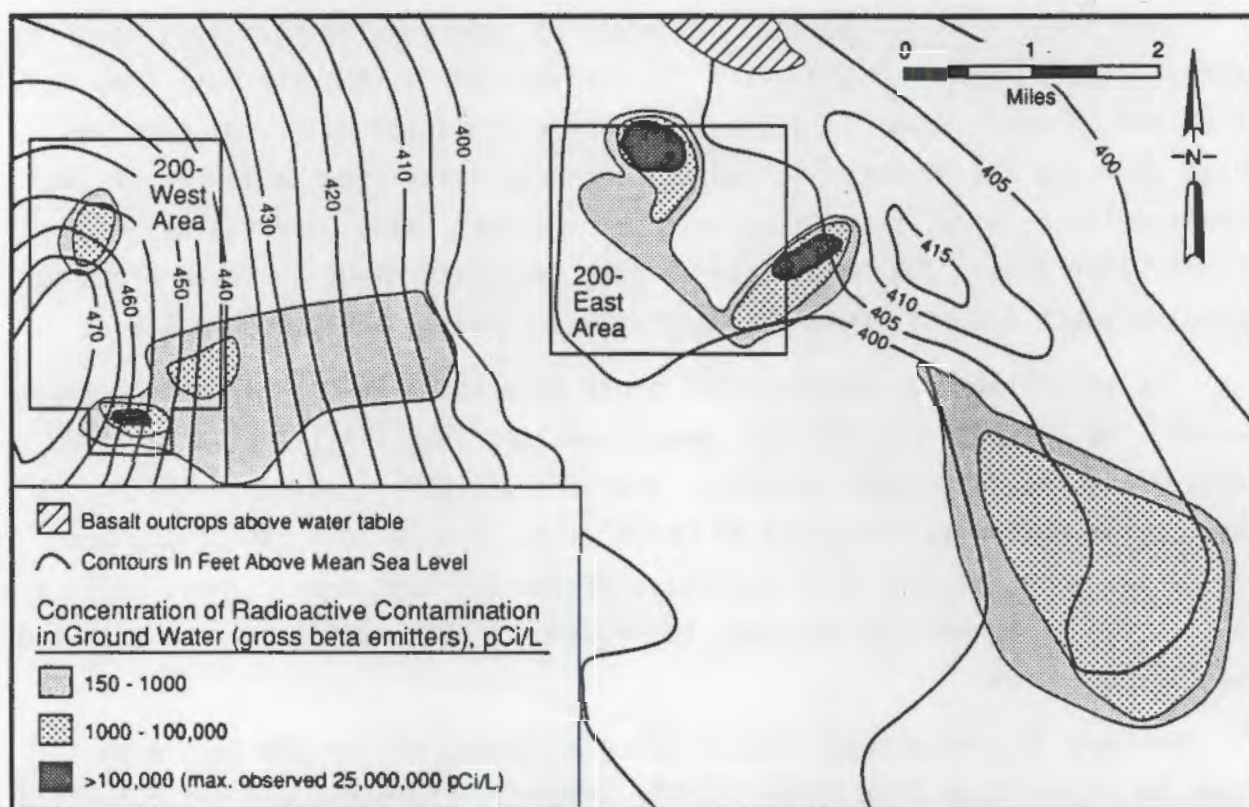 0 1 2
Miles
N
200-
West
Area
470
460
450
440
430
420
410
400
200-
East
Area
400
405
415
410
405
400
Basalt outcrops above water table
Contours In Feet Above Mean Sea Level
Concentration of Radioactive Contamination
in Ground Water (gross beta emitters), pCi/L
150 - 1000
1000 - 100,000
>100,000 (max. observed 25,000,000 pCi/L)